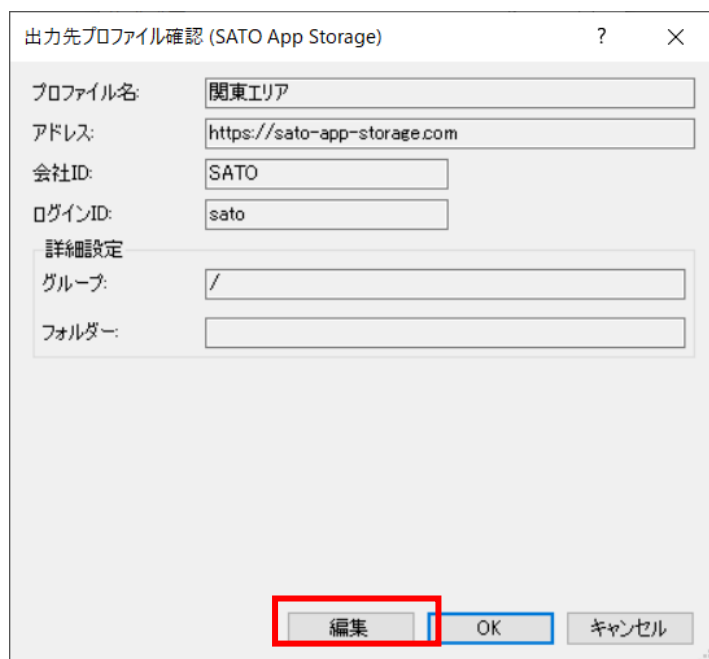 出力先プロファイル確認 (SATO App Storage) ?
プロファイル名: 関東エリア
アドレス: https://sato-app-storage.com
会社ID: SATO
ログインID: sato
詳細設定
グループ: /
フォルダー:
編集 OK キャンセル